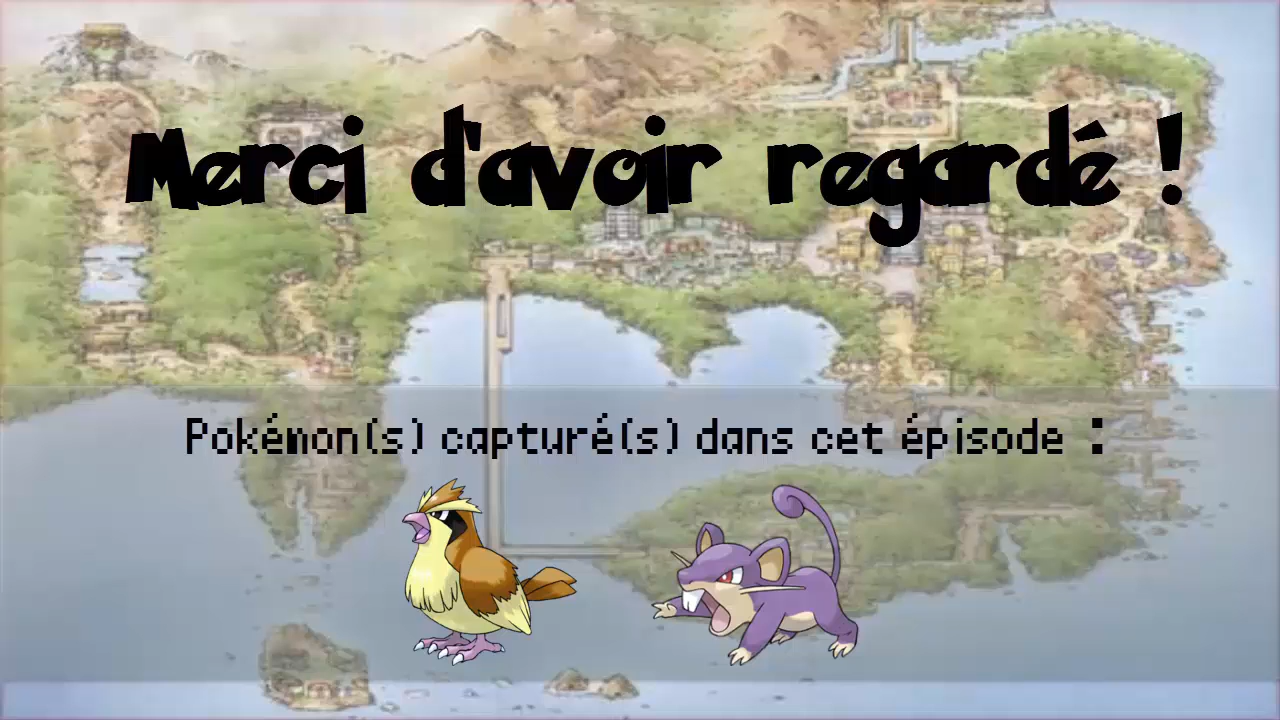 Merci d'avoir regardé !
Pokémon(s) capturé(s) dans cet épisode :